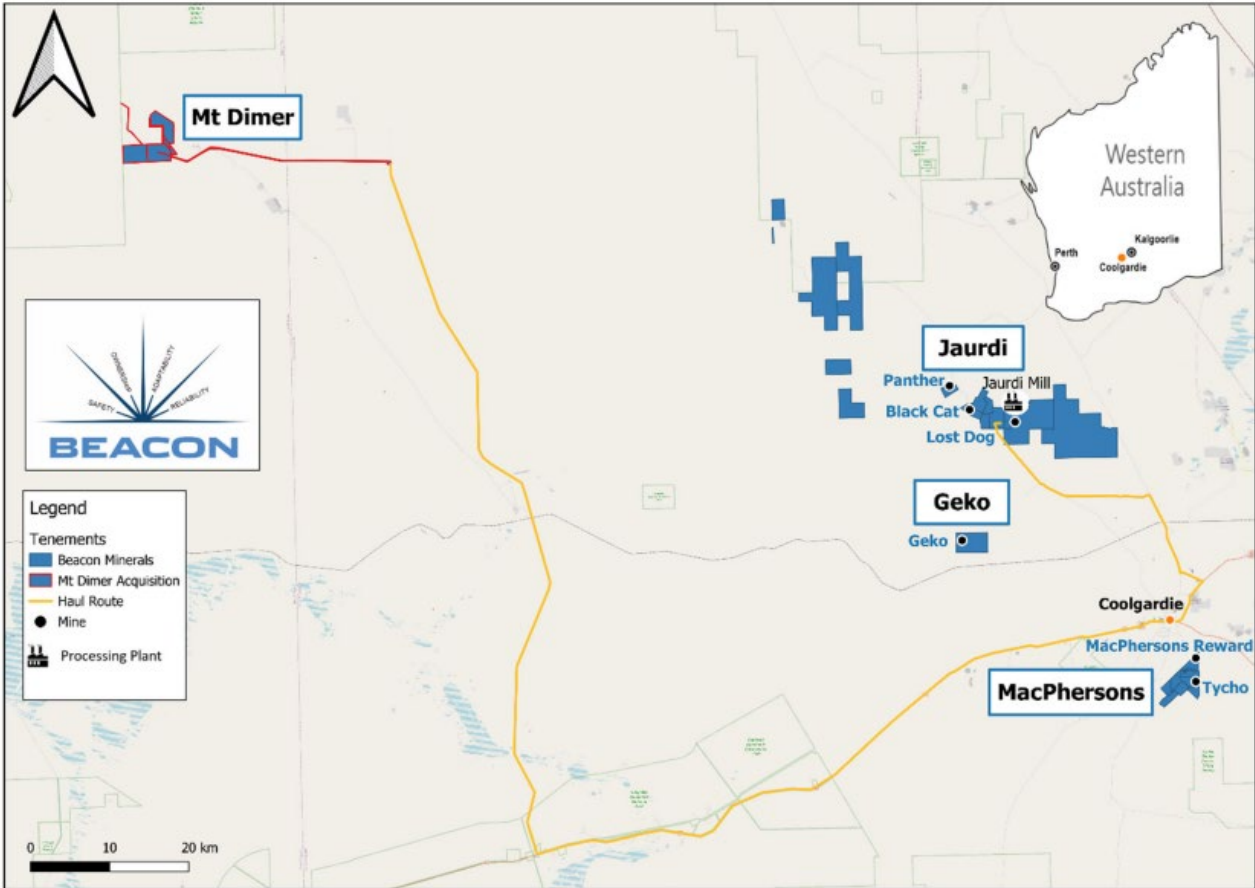 Mt Dimer
Western
Australia
Perth
Kalgoorlie
Coolgardie
SAFETY
OWNERSHIP
ADAPTABILITY
RELIABILITY
BEACON
Jaurdi
Panther
Jaurdi Mill
Black Cat
Lost Dog
Geko
Geko
Legend
Tenements
Beacon Minerals
Mt Dimer Acquisition
Haul Route
Mine
Processing Plant
Coolgardie
MacPhersons Reward
MacPhersons
Tycho
0 10 20 km